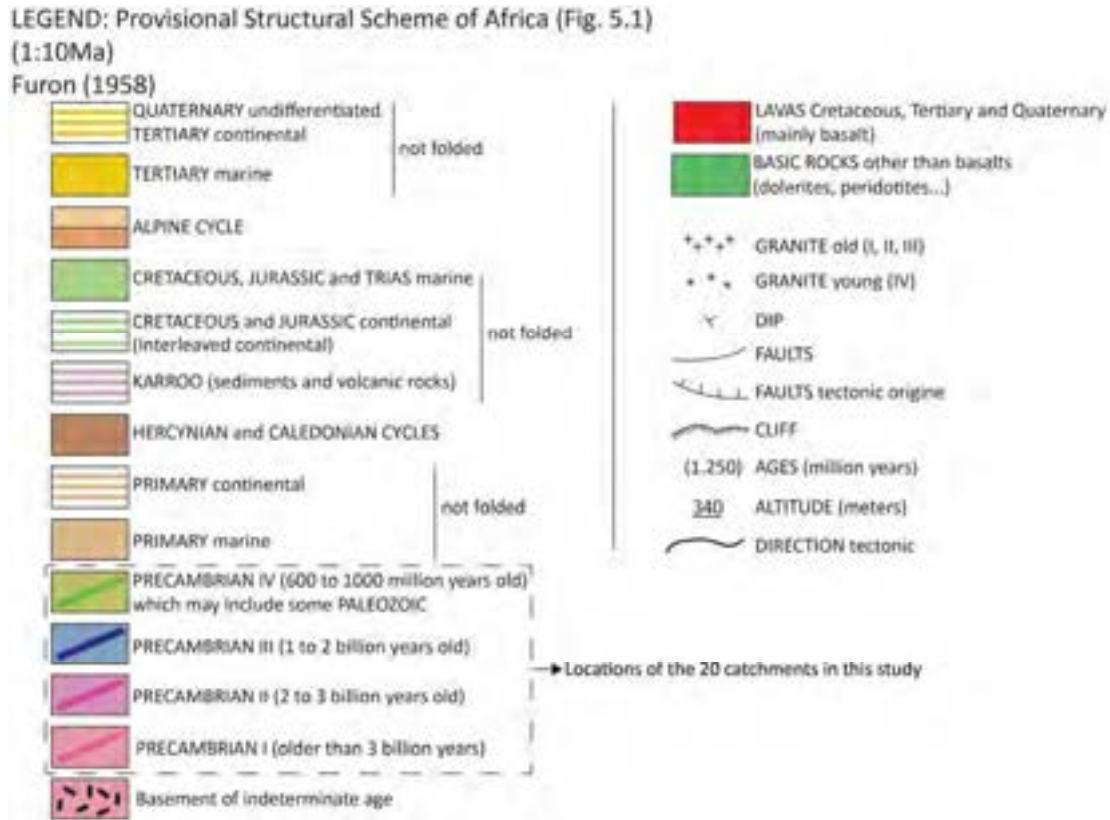 LEGEND: Provisional Structural Scheme of Africa (Fig. 5.1)
(1:10Ma)
Furon (1958)
QUATERNARY undifferentiated
TERTIARY continental
TERTIARY marine
not folded
ALPINE CYCLE
CRETACEOUS, JURASSIC and TRIAS marine
CRETACEOUS and JURASSIC continental
(Interleaved continental)
KARROO (sediments and volcanic rocks)
not folded
HERCYNIAN and CALEDONIAN CYCLES
PRIMARY continental
PRIMARY marine
not folded
PRECAMBRIAN IV (600 to 1000 million years old)
which may include some PALEOZOIC
PRECAMBRIAN III (1 to 2 billion years old)
PRECAMBRIAN II (2 to 3 billion years old)
PRECAMBRIAN I (older than 3 billion years)
Locations of the 20 catchments in this study
Basement of indeterminate age
LAVAS Cretaceous, Tertiary and Quaternary
(mainly basalt)
BASIC ROCKS other than basalts
(dolerites, peridotites...)
GRANITE old (I, II, III)
GRANITE young (IV)
DIP
FAULTS
FAULTS tectonic origine
CLIFF
(1.250) AGES (million years)
340 ALTITUDE (meters)
DIRECTION tectonic